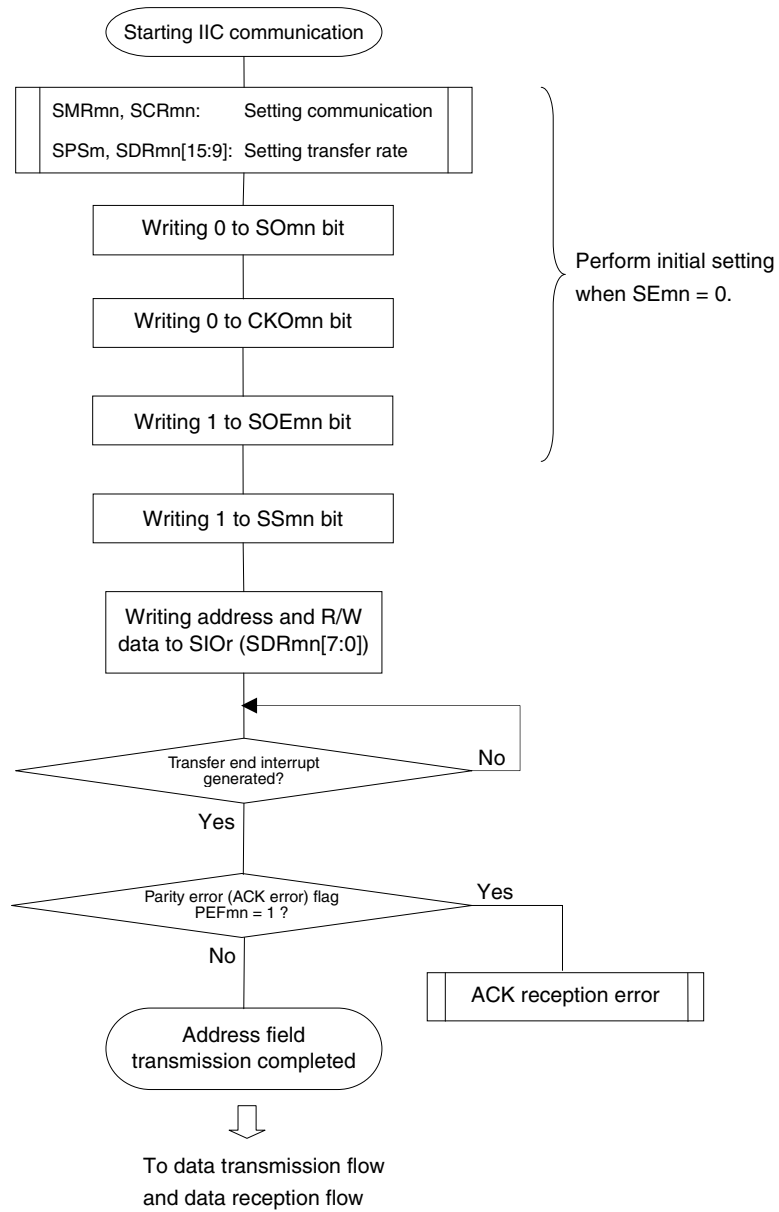 Starting IIC communication
SMRmn, SCRmn: Setting communication
SPSm, SDRmn[15:9]: Setting transfer rate
Writing 0 to SOmn bit
Perform initial setting
when SEmn = 0.
Writing 0 to CKOmn bit
Writing 1 to SOEmn bit
Writing 1 to SSmn bit
Writing address and R/W
data to SIOr (SDRmn[7:0])
Transfer end interrupt
generated?
No
Yes
Parity error (ACK error) flag
PEFmn = 1 ?
Yes
No
ACK reception error
Address field
transmission completed
To data transmission flow
and data reception flow